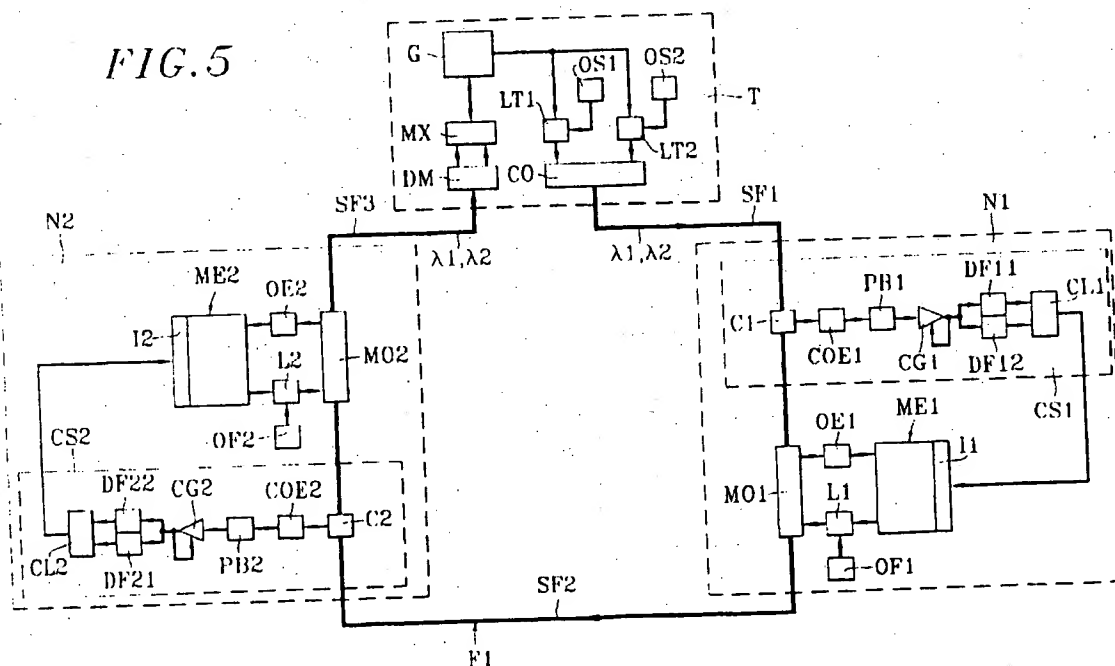 FIG.5
G
OS1
OS2
T
LT1
MX
LT2
DM
CO
N2
SF3
SF1
N1
λ1,λ2
λ1,λ2
ME2
OE2
PB1
DF11
CL1
I2
C1
L2
MO2
COE1
CG1
DF12
CS1
OF2
CS2
OE1
ME1
I1
DF22
CG2
COE2
MO1
L1
C2
CL2
PB2
DF21
OF1
SF2
F1